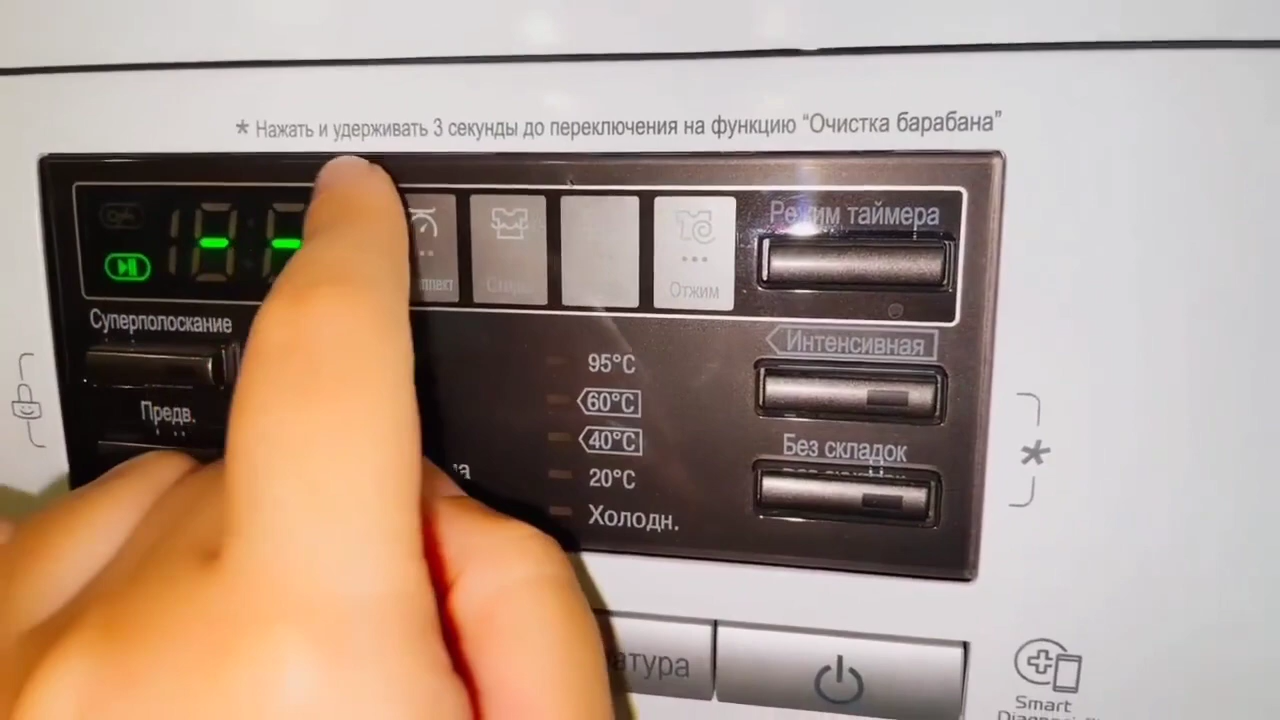 * Нажать и удерживать 3 секунды до переключения на функцию “Очистка барабана”
Режим таймера
Отжим
Суперполоскание
Интенсивная
95°C
60°C
Предв.
40°C
Без складок
20°C
Холодн.
*
Smart